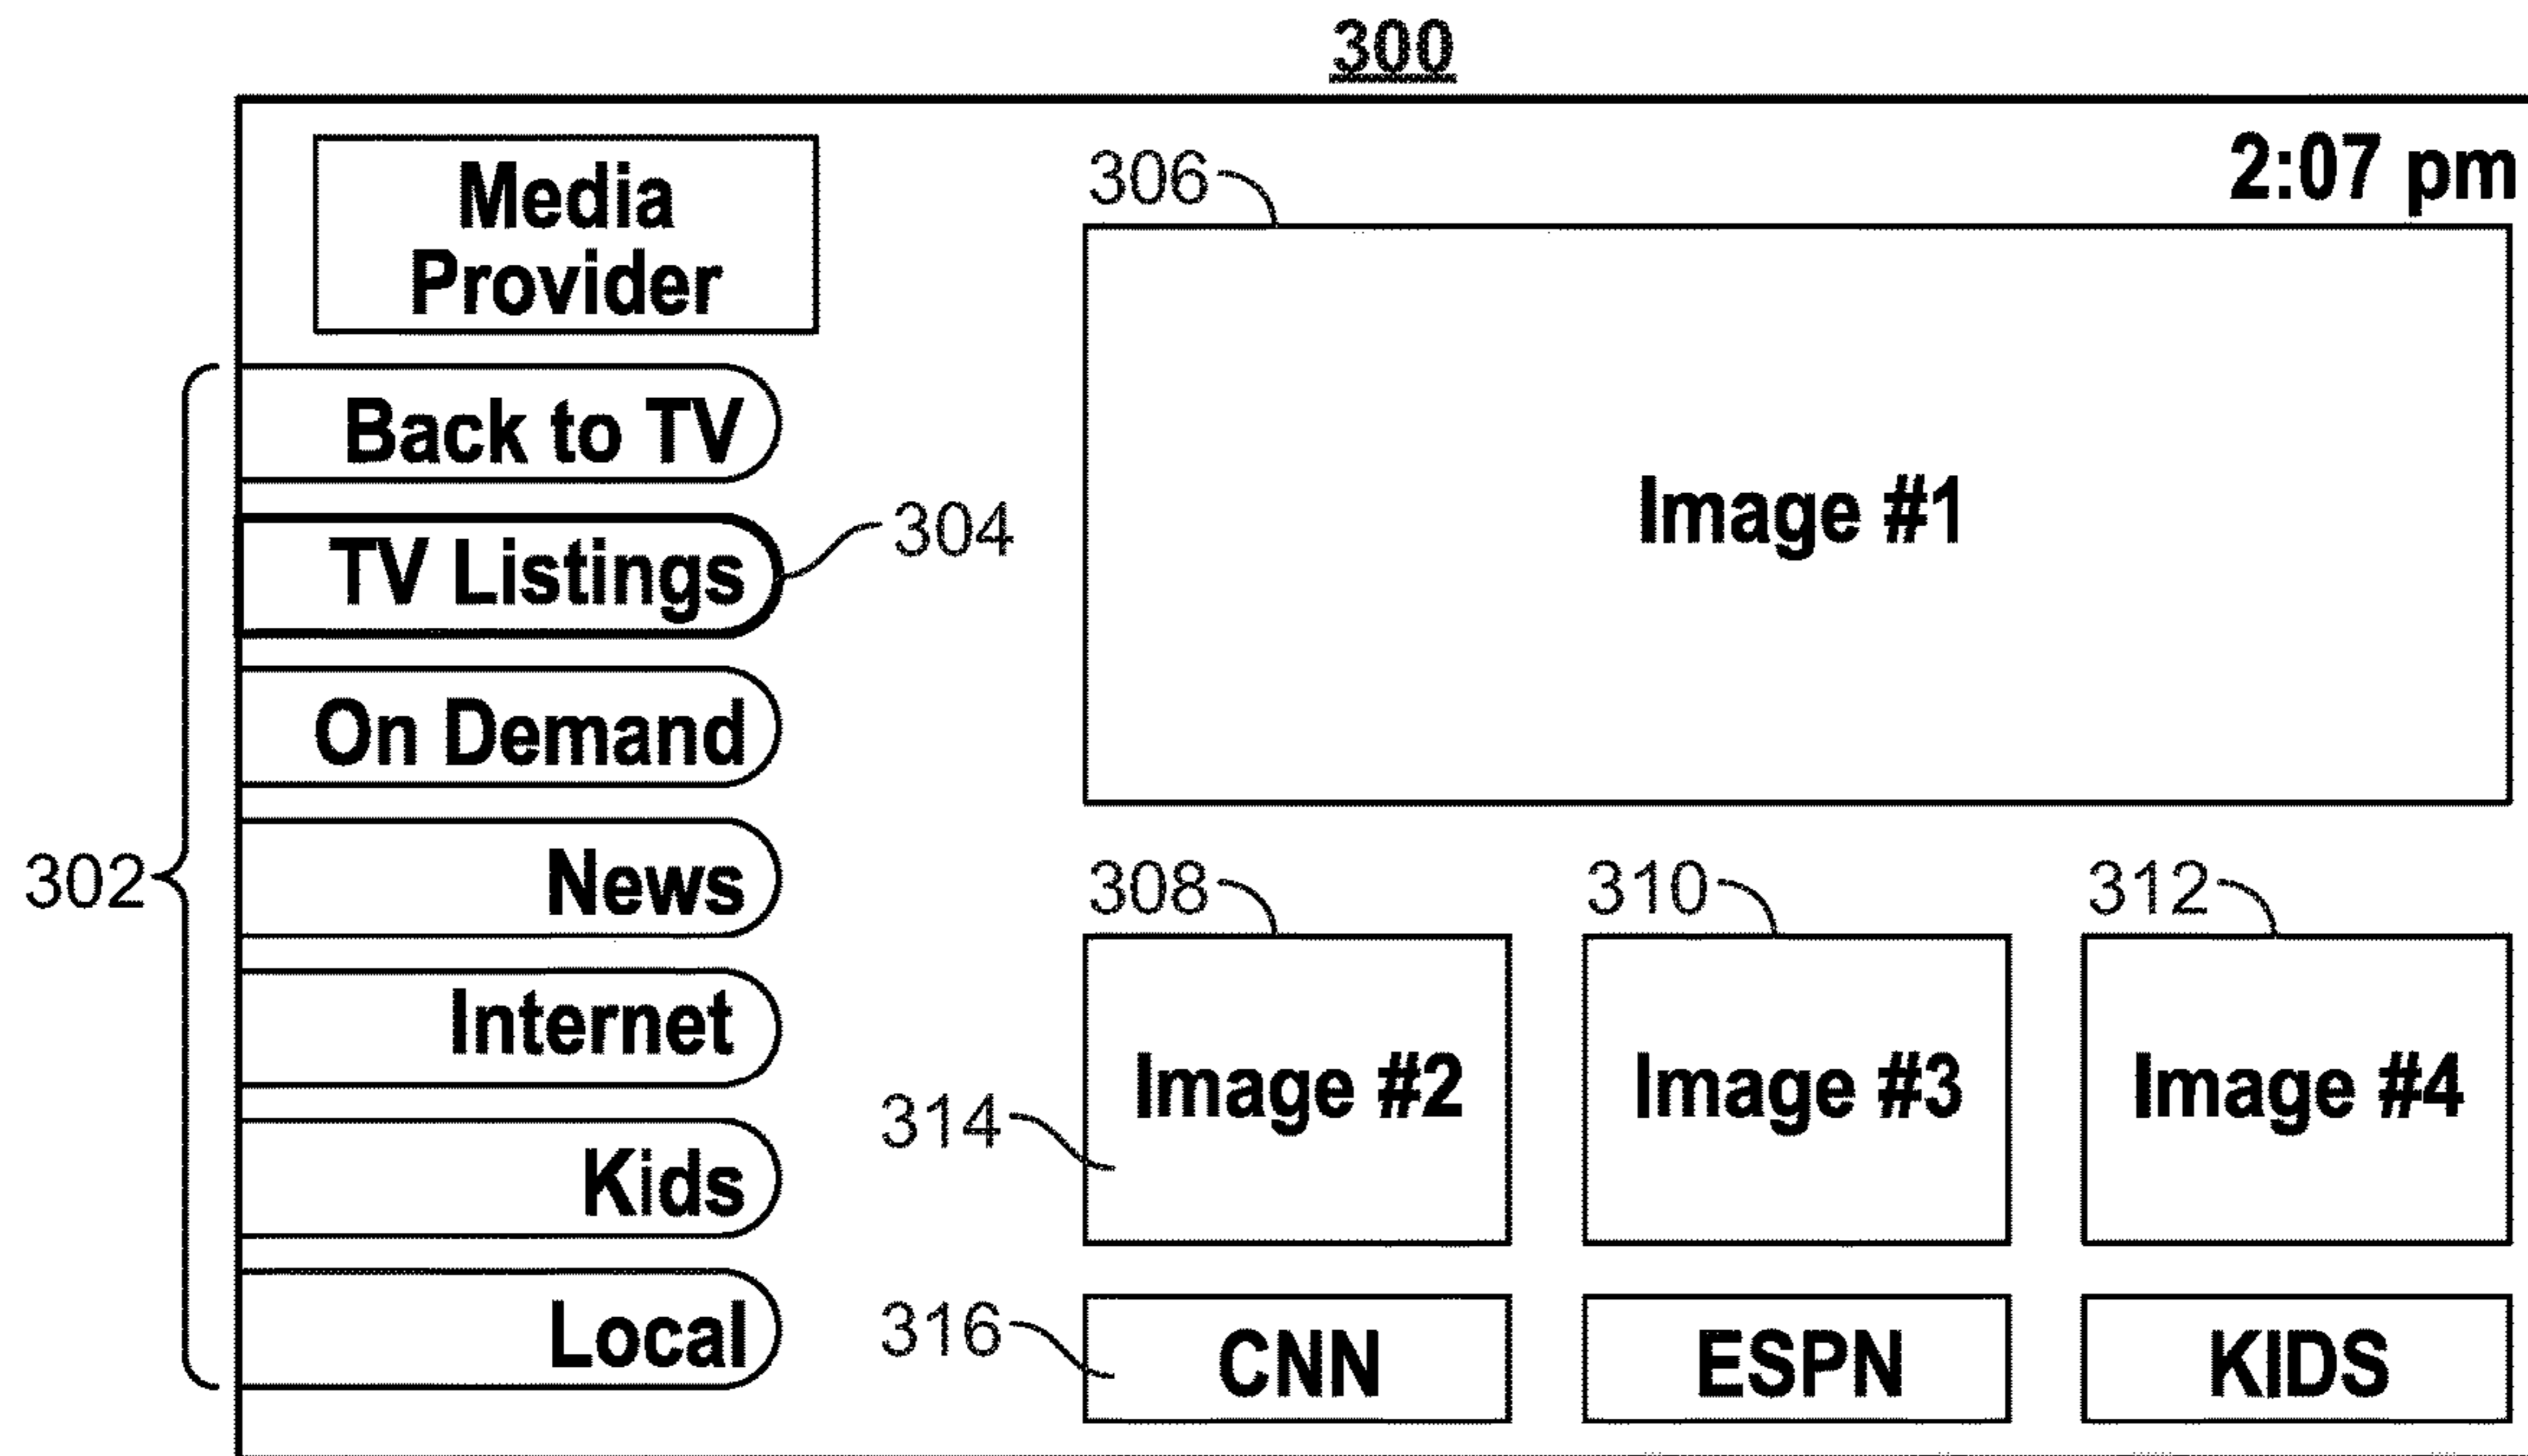 300
Media
Provider
2:07 pm
306
Back to TV
304
TV Listings
Image #1
On Demand
302
News
308
310
312
Internet
314
Image #2
Image #3
Image #4
Kids
316
Local
CNN
ESPN
KIDS